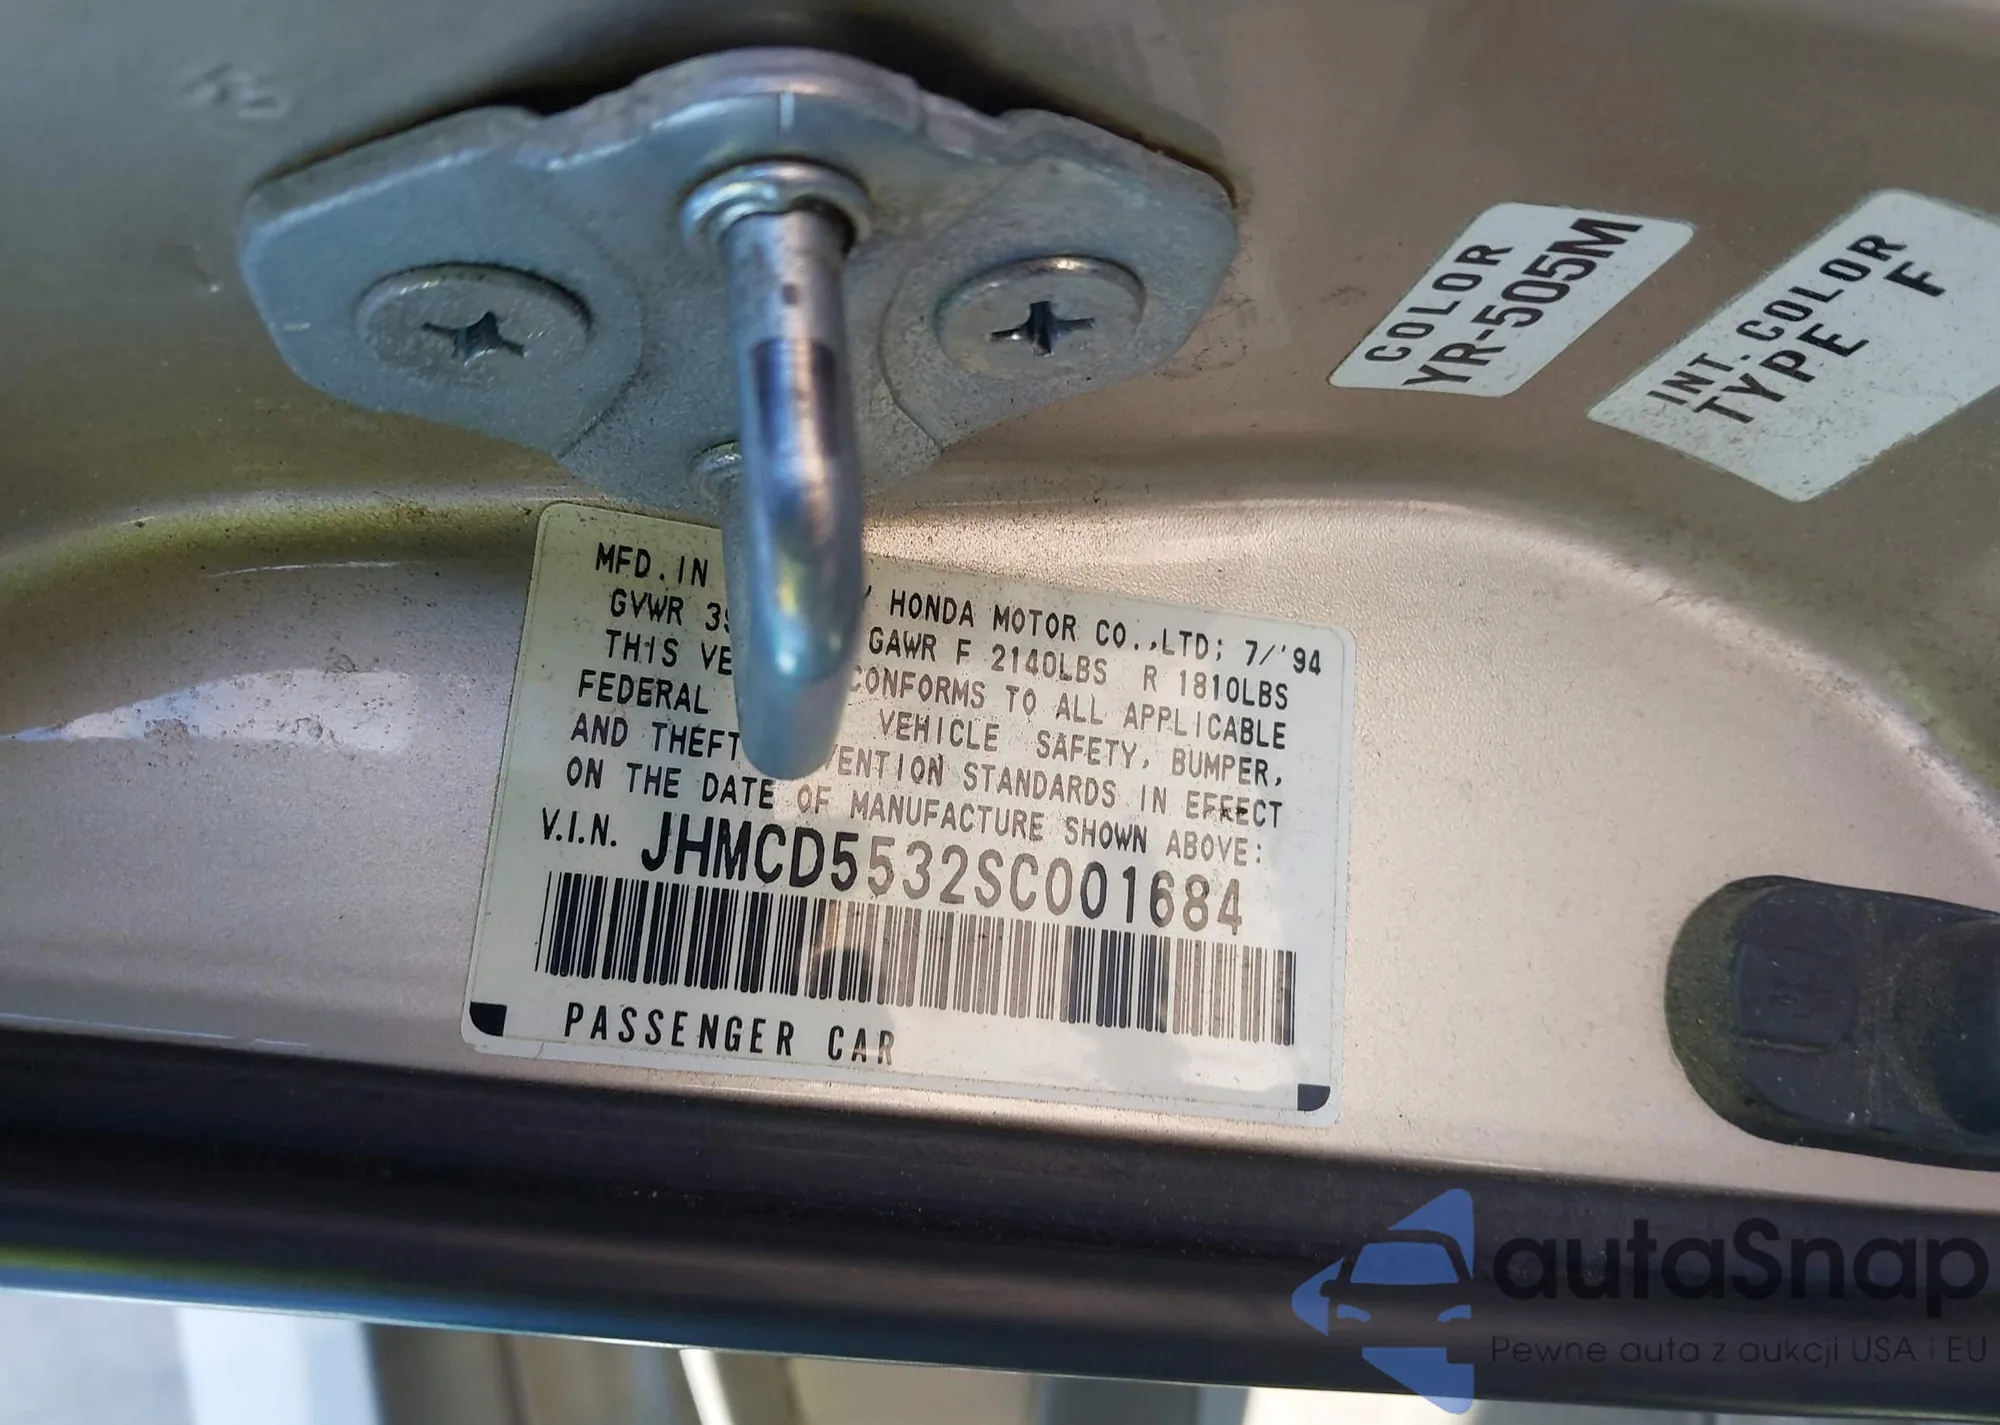 COLOR
YR-505M
INT. COLOR
TYPE F
MFD. IN HONDA MOTOR CO.,LTD; 7/'94
GVWR GAWR F 2140LBS R 1810LBS
THIS CONFORMS TO ALL APPLICABLE
FEDERAL VEHICLE SAFETY, BUMPER,
AND THEFT STANDARDS IN EFFECT
ON THE DATE OF MANUFACTURE SHOWN ABOVE:
V.I.N. JHMCD5532SC001684
PASSENGER CAR
autaSnap
Pewne auta z aukcji USA i EU